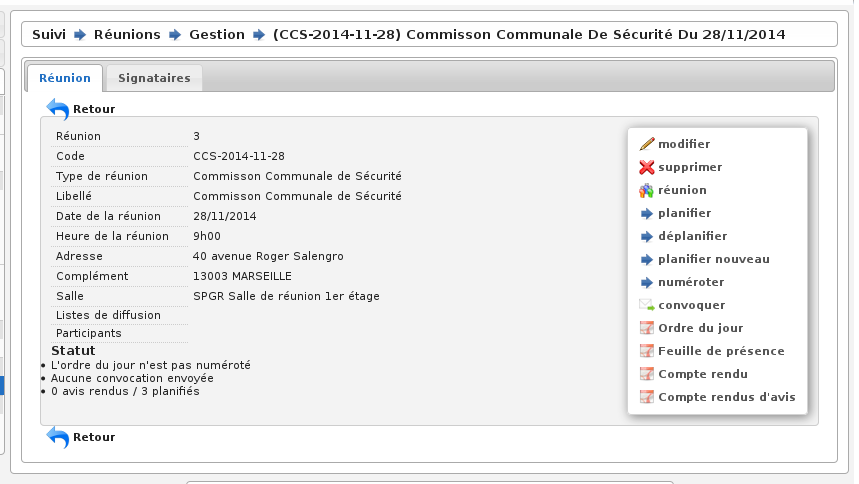 Suivi Réunions Gestion (CCS-2014-11-28) Commisson Communale De Sécurité Du 28/11/2014
Réunion Signataires
Retour
Réunion 3
Code CCS-2014-11-28
Type de réunion Commisson Communale de Sécurité
Libellé Commisson Communale de Sécurité
Date de la réunion 28/11/2014
Heure de la réunion 9h00
Adresse 40 avenue Roger Salengro
Complément 13003 MARSEILLE
Salle SPGR Salle de réunion 1er étage
Listes de diffusion
Participants
Statut
• L'ordre du jour n'est pas numéroté
• Aucune convocation envoyée
• 0 avis rendus / 3 planifiés
modifier
supprimer
réunion
planifier
déplanifier
planifier nouveau
numéroter
convoquer
Ordre du jour
Feuille de présence
Compte rendu
Compte rendus d'avis
Retour